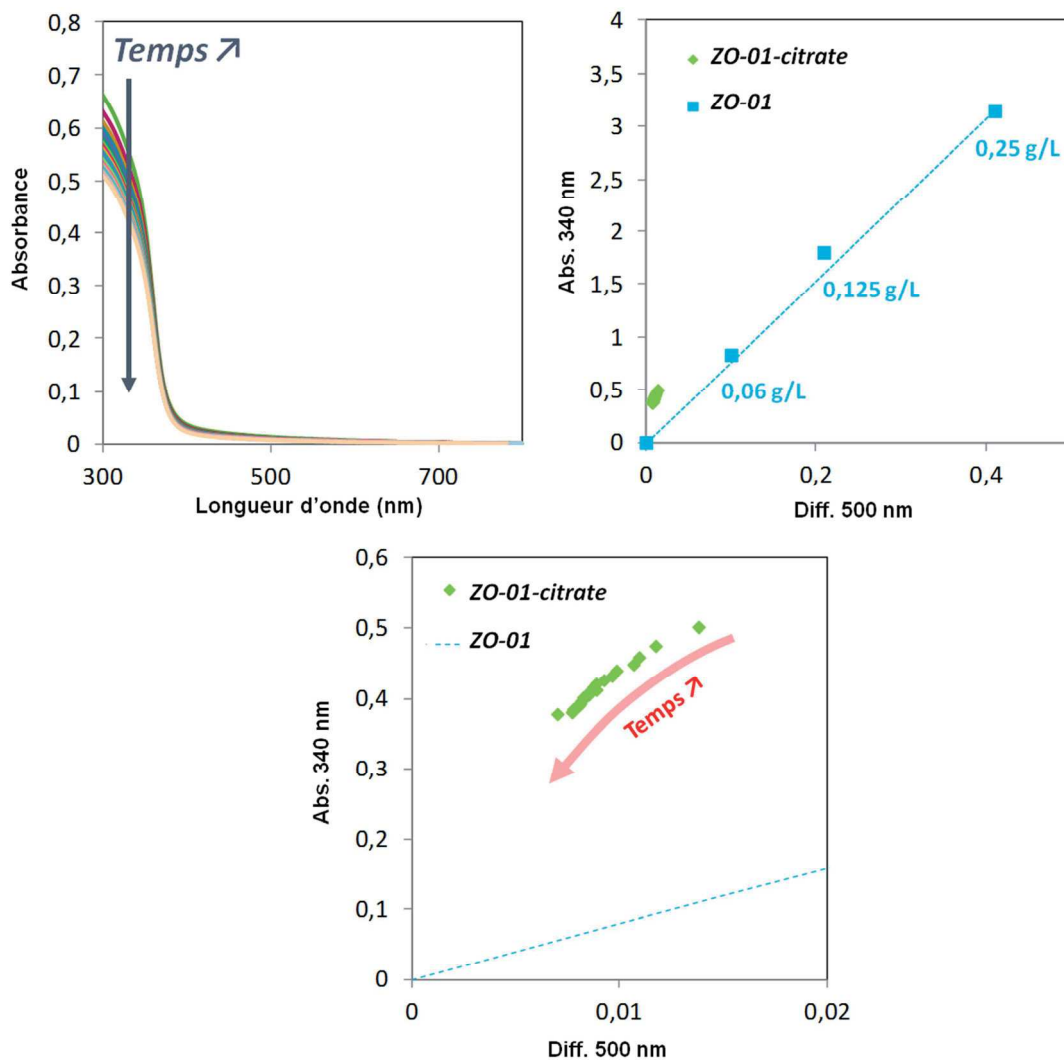 0,8
0,7
0,6
0,5
0,4
0,3
0,2
0,1
0
Temps ↗
Absorbance
300
500
700
Longueur d'onde (nm)
4
3,5
3
2,5
2
1,5
1
0,5
0
ZO-01-citrate
ZO-01
0,25 g/L
0,125 g/L
0,06 g/L
Abs. 340 nm
0
0,2
0,4
Diff. 500 nm
0,6
0,5
0,4
0,3
0,2
0,1
0
ZO-01-citrate
ZO-01
Temps ↗
Abs. 340 nm
0
0,01
0,02
Diff. 500 nm